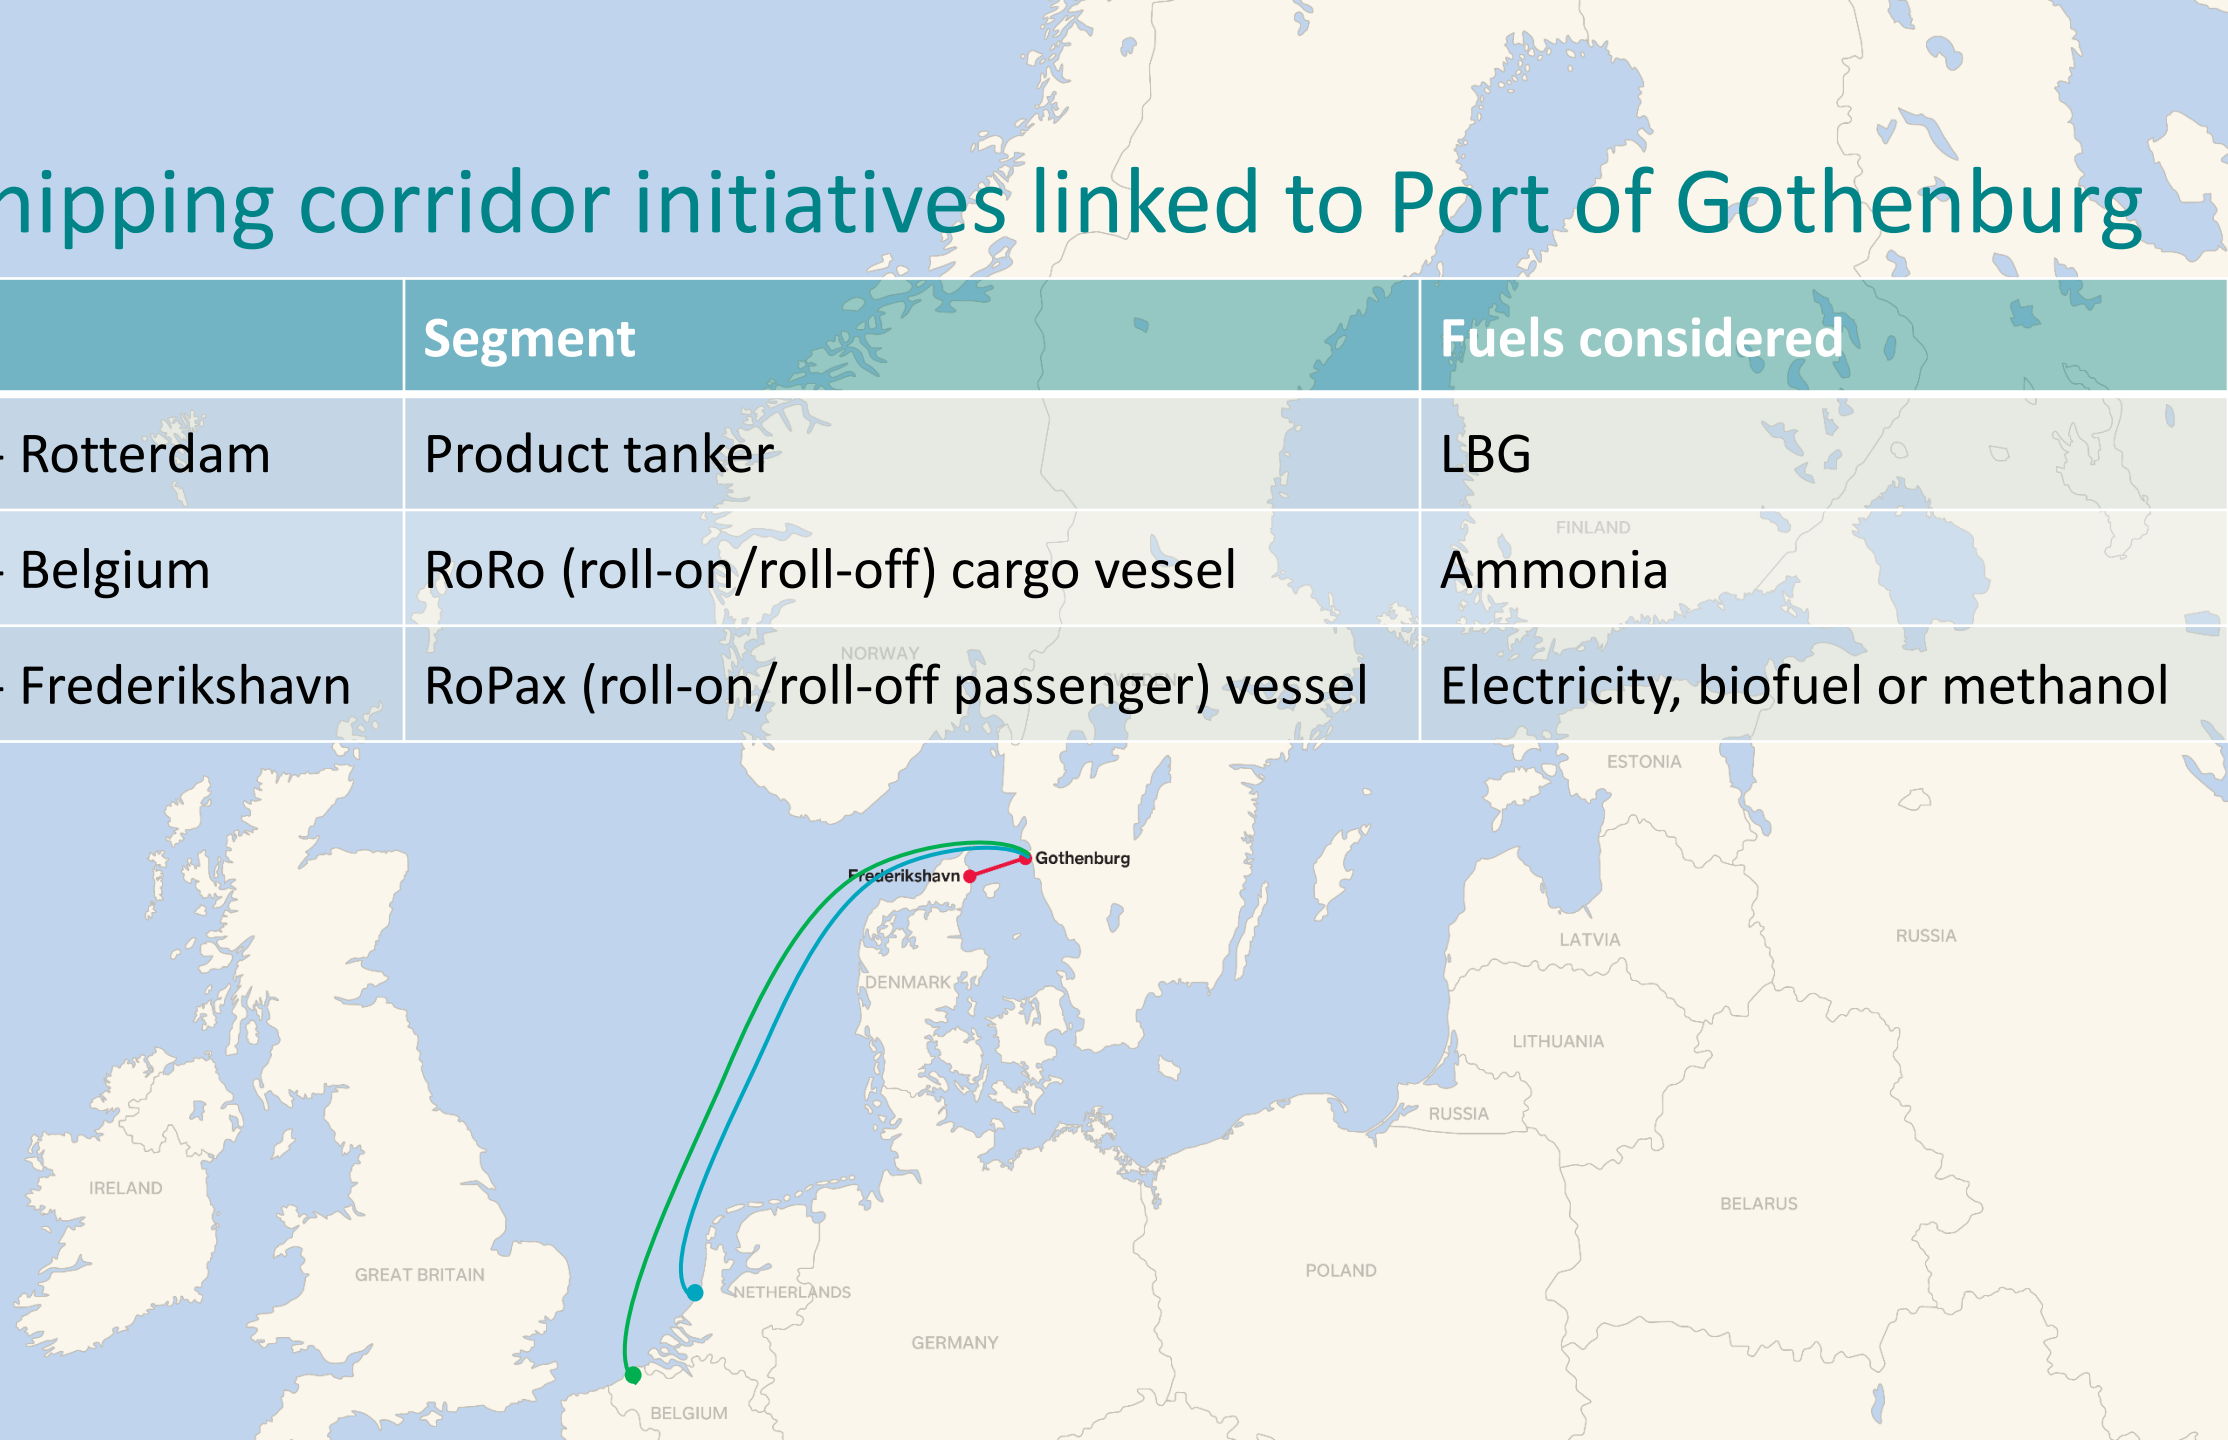 hipping corridor initiatives linked to Port of Gothenburg
Segment Fuels considered
- Rotterdam Product tanker LBG
- Belgium RoRo (roll-on/roll-off) cargo vessel Ammonia
- Frederikshavn RoPax (roll-on/roll-off passenger) vessel Electricity, biofuel or methanol
FINLAND
NORWAY
SWEDEN
ESTONIA
Gothenburg
Frederikshavn
LATVIA
RUSSIA
DENMARK
LITHUANIA
RUSSIA
IRELAND
BELARUS
GREAT BRITAIN
POLAND
NETHERLANDS
GERMANY
BELGIUM